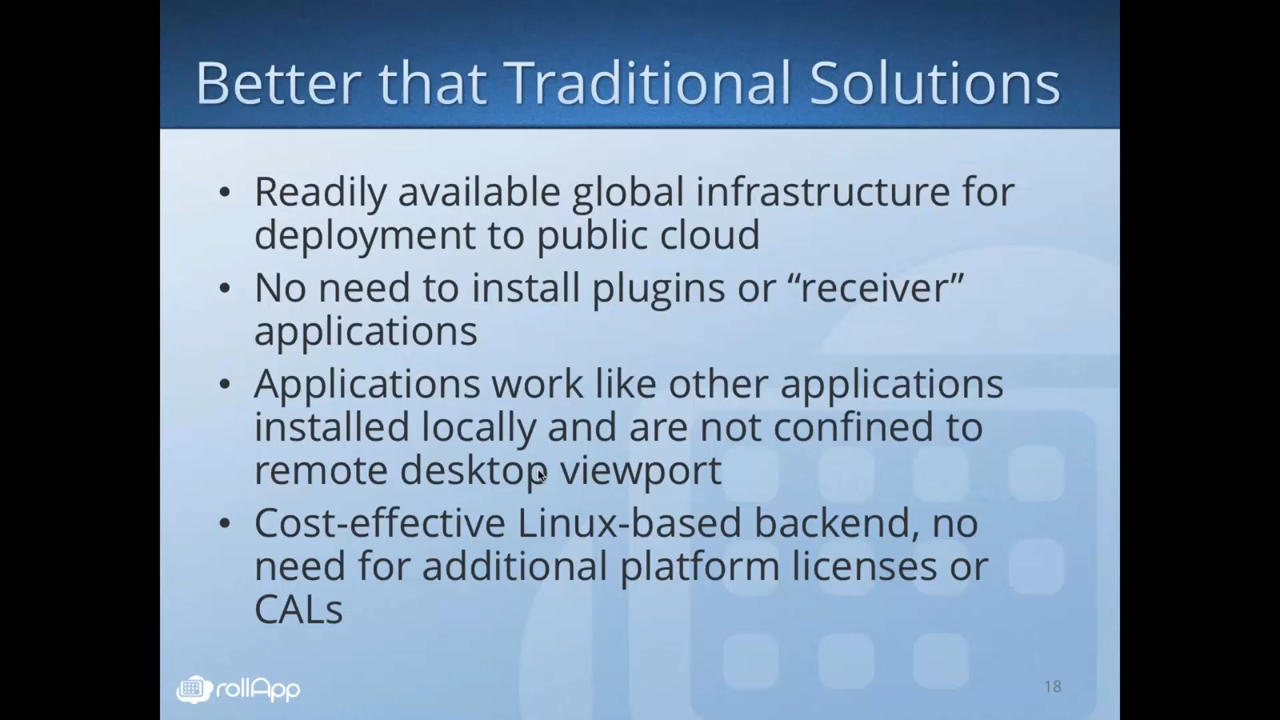 Better that Traditional Solutions
• Readily available global infrastructure for
deployment to public cloud
• No need to install plugins or “receiver”
applications
• Applications work like other applications
installed locally and are not confined to
remote desktop viewport
• Cost-effective Linux-based backend, no
need for additional platform licenses or
CALs
rollApp
18